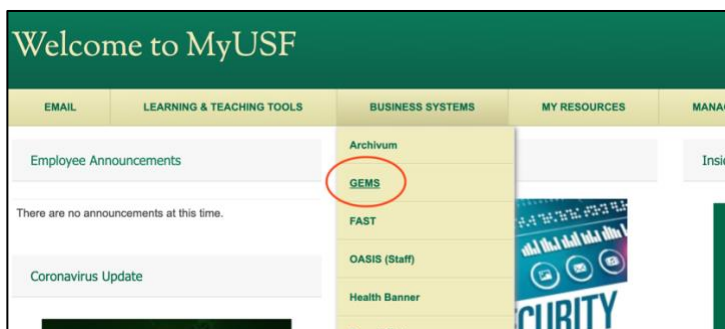 Welcome to MyUSF
EMAIL LEARNING & TEACHING TOOLS BUSINESS SYSTEMS MY RESOURCES
Employee Announcements
There are no announcements at this time.
Coronavirus Update
Archivum
GEMS
FAST
OASIS (Staff)
Health Banner